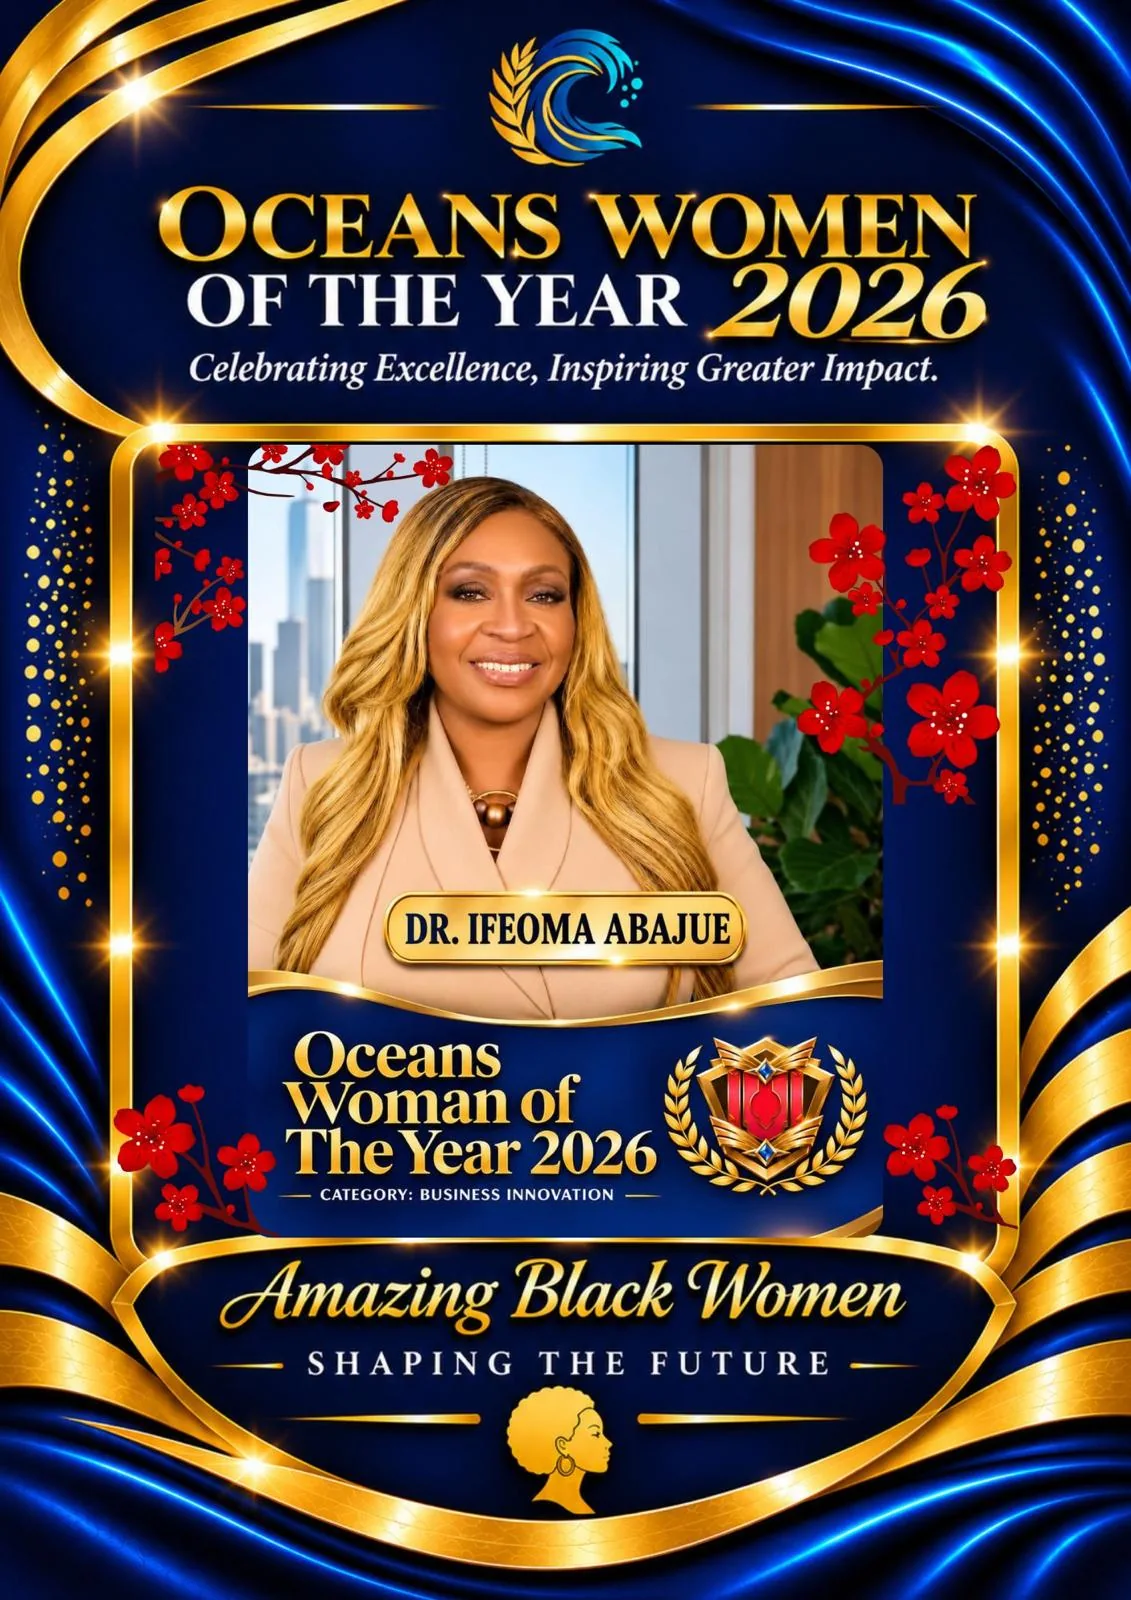 OCEANS WOMEN
OF THE YEAR 2026
Celebrating Excellence, Inspiring Greater Impact.
DR. IFEOMA ABAJUE
Oceans
Woman of
The Year 2026
CATEGORY: BUSINESS INNOVATION
Amazing Black Women
SHAPING THE FUTURE